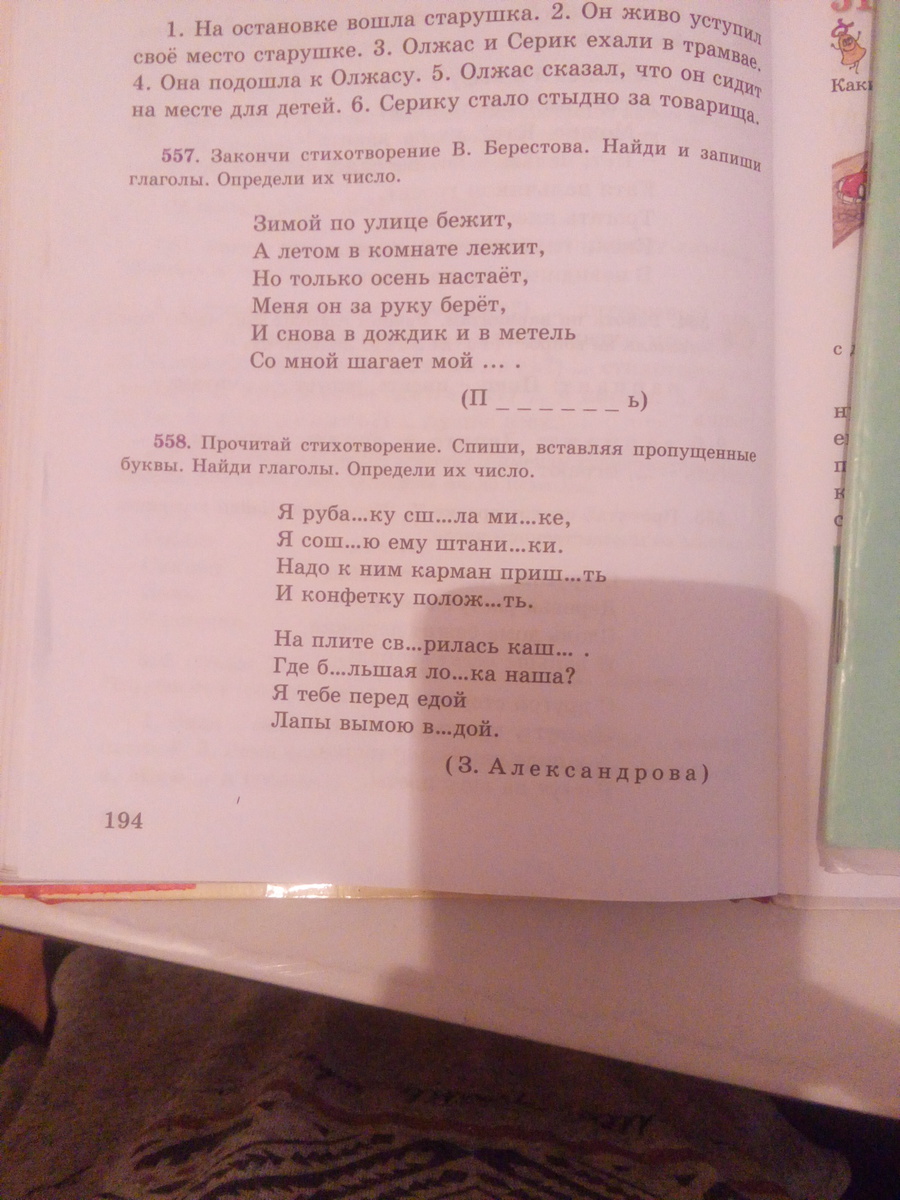 1. На остановке вошла старушка. 2. Он живо уступил
своё место старушке. 3. Олжас и Серик ехали в трамвае.
4. Она подошла к Олжасу. 5. Олжас сказал, что он сидит
на месте для детей. 6. Серику стало стыдно за товарища.
557. Закончи стихотворение В. Берестова. Найди и запиши
глаголы. Определи их число.
Зимой по улице бежит,
А летом в комнате лежит,
Но только осень настаёт,
Меня он за руку берёт,
И снова в дождик и в метель
Со мной шагает мой ... .
(П _ _ _ _ _ _ ь)
558. Прочитай стихотворение. Спиши, вставляя пропущенные
буквы. Найди глаголы. Определи их число.
Я руба...ку сш...ла ми...ке,
Я сош...ю ему штани...ки.
Надо к ним карман приш...ть
И конфетку полож...ть.
На плите св...рилась каш... .
Где б...льшая ло...ка наша?
Я тебе перед едой
Лапы вымою в...дой.
(З. Александрова)
194